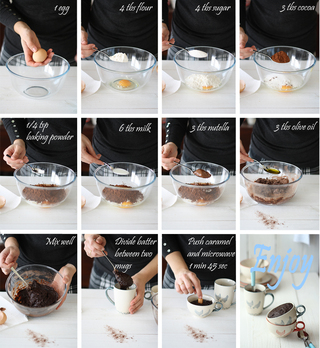 1 egg
4 tbs flour
4 tbs sugar
3 tbs cocoa
1/4 tsp
baking powder
6 tbs milk
3 tbs nutella
3 tbs olive oil
Mix well
Divide batter
between two
mugs
Push caramel
and microwave
1 min 45 sec
Enjoy